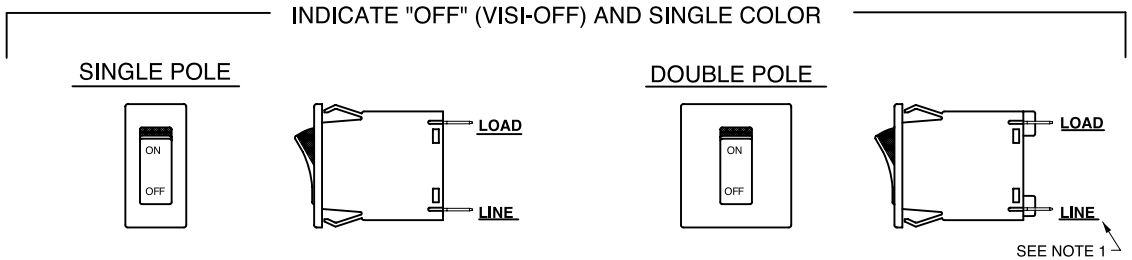 INDICATE "OFF" (VISI-OFF) AND SINGLE COLOR
SINGLE POLE
ON
OFF
LOAD
LINE
DOUBLE POLE
ON
OFF
LOAD
LINE
SEE NOTE 1